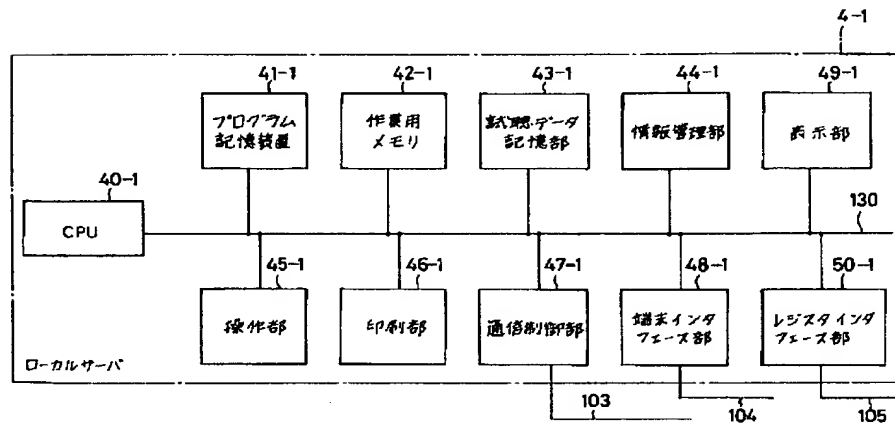 4-1
41-1
42-1
43-1
44-1
49-1
プログラム
記憶装置
作業用
メモリ
試聴データ
記憶部
情報管理部
表示部
40-1
CPU
130
45-1
46-1
47-1
48-1
50-1
操作部
印刷部
通信制御部
端末インタ
フェース部
レジスタインタ
フェース部
ローカルサーバ
103
104
105